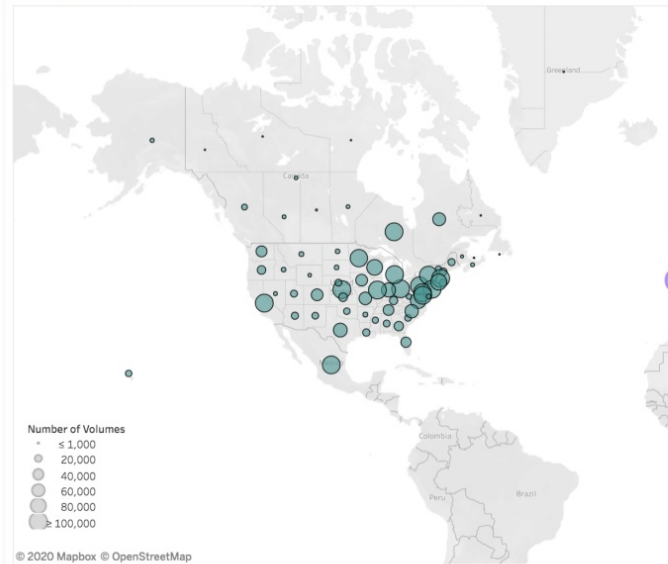 Greenland
Canada
Colombia
Peru
Brazil
Number of Volumes
≤ 1,000
20,000
40,000
60,000
80,000
≥ 100,000
© 2020 Mapbox © OpenStreetMap